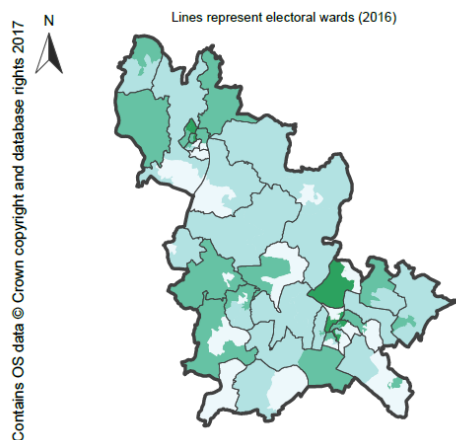 Lines represent electoral wards (2016)
N
Contains OS data © Crown copyright and database rights 2017